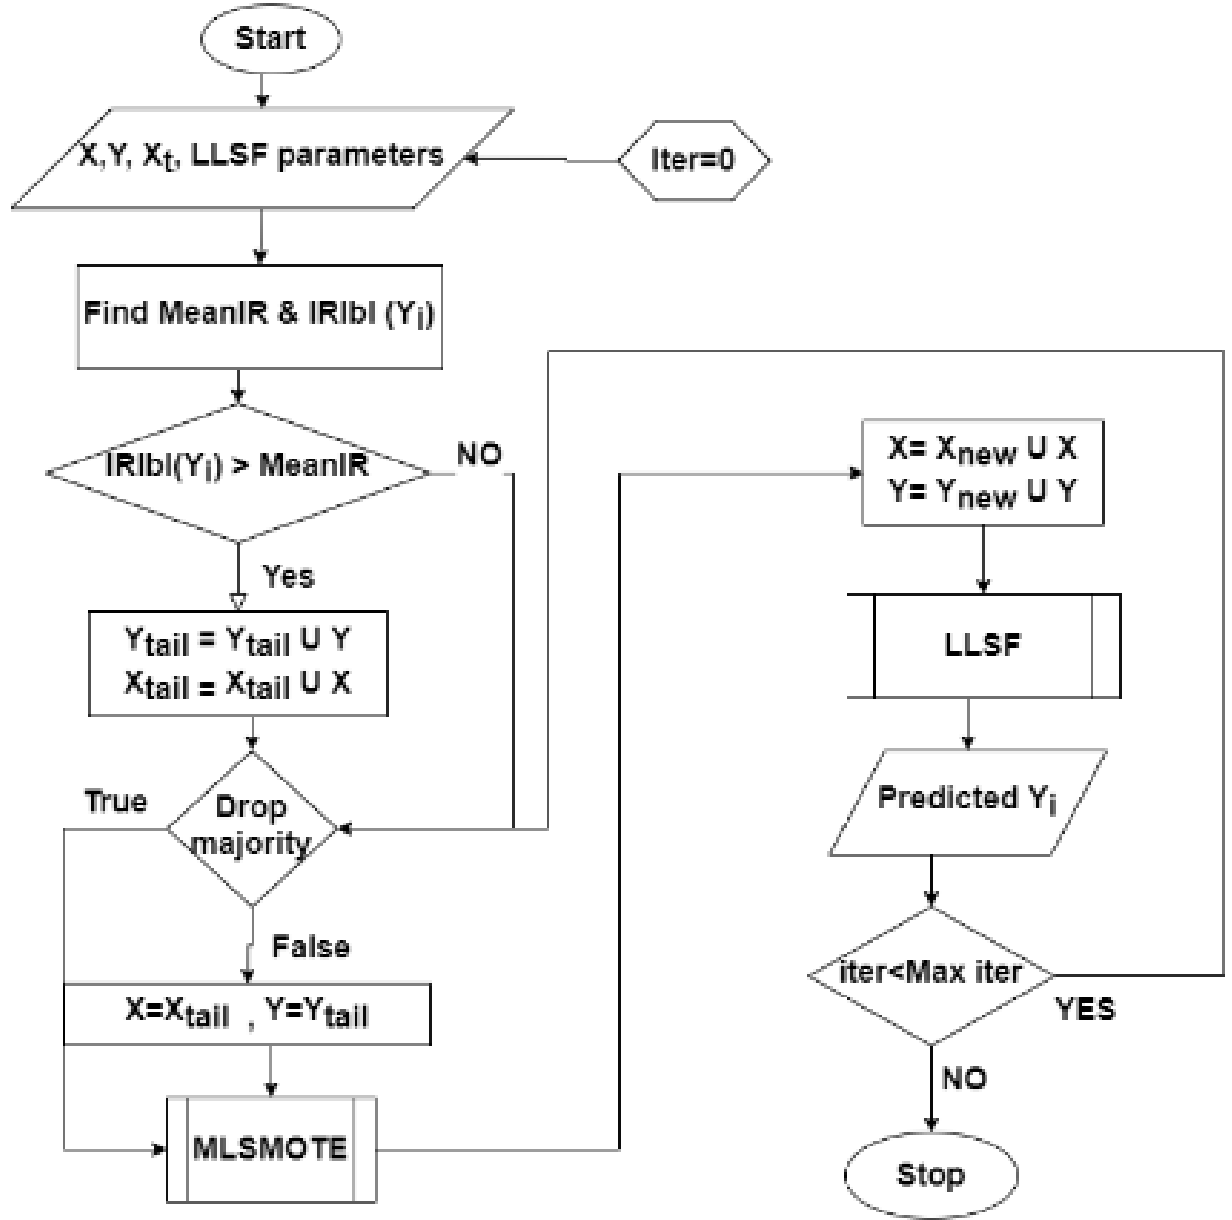 Start
X,Y, Xt, LLSF parameters
Iter=0
Find MeanIR & IRlbl (Yi)
IRlbl(Yi) > MeanIR
NO
Yes
Ytail = Ytail U Y
Xtail = Xtail U X
Drop
majority
True
False
X=Xtail , Y=Ytail
MLSMOTE
X= Xnew U X
Y= Ynew U Y
LLSF
Predicted Yi
iter<Max iter
YES
NO
Stop